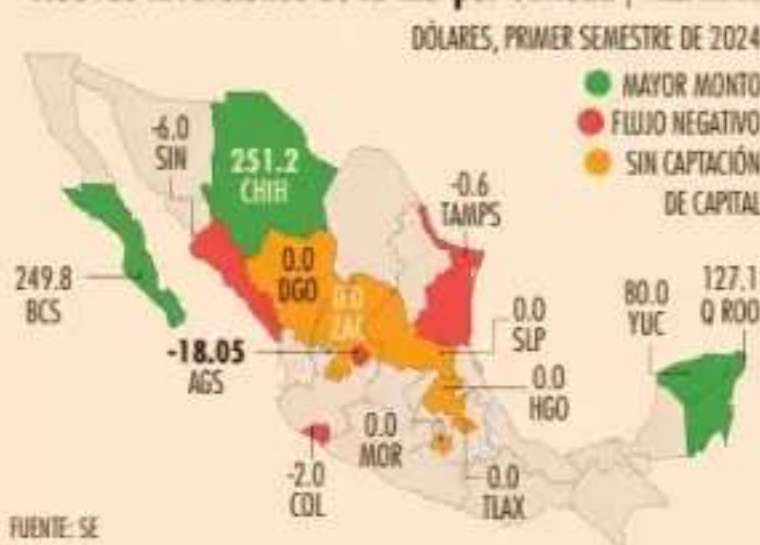 DÓLARES, PRIMER SEMESTRE DE 2024
MAYOR MONTO
FLUJO NEGATIVO
SIN CAPTACIÓN
DE CAPITAL
-6.0
SIN
251.2
CHIH
-0.6
TAMPS
249.8
BCS
0.0
DGO
0.0
ZAC
80.0
YUC
127.1
Q ROO
0.0
SLP
-18.05
AGS
0.0
HGO
0.0
MOR
-2.0
COL
0.0
TLAX
FUENTE: SE